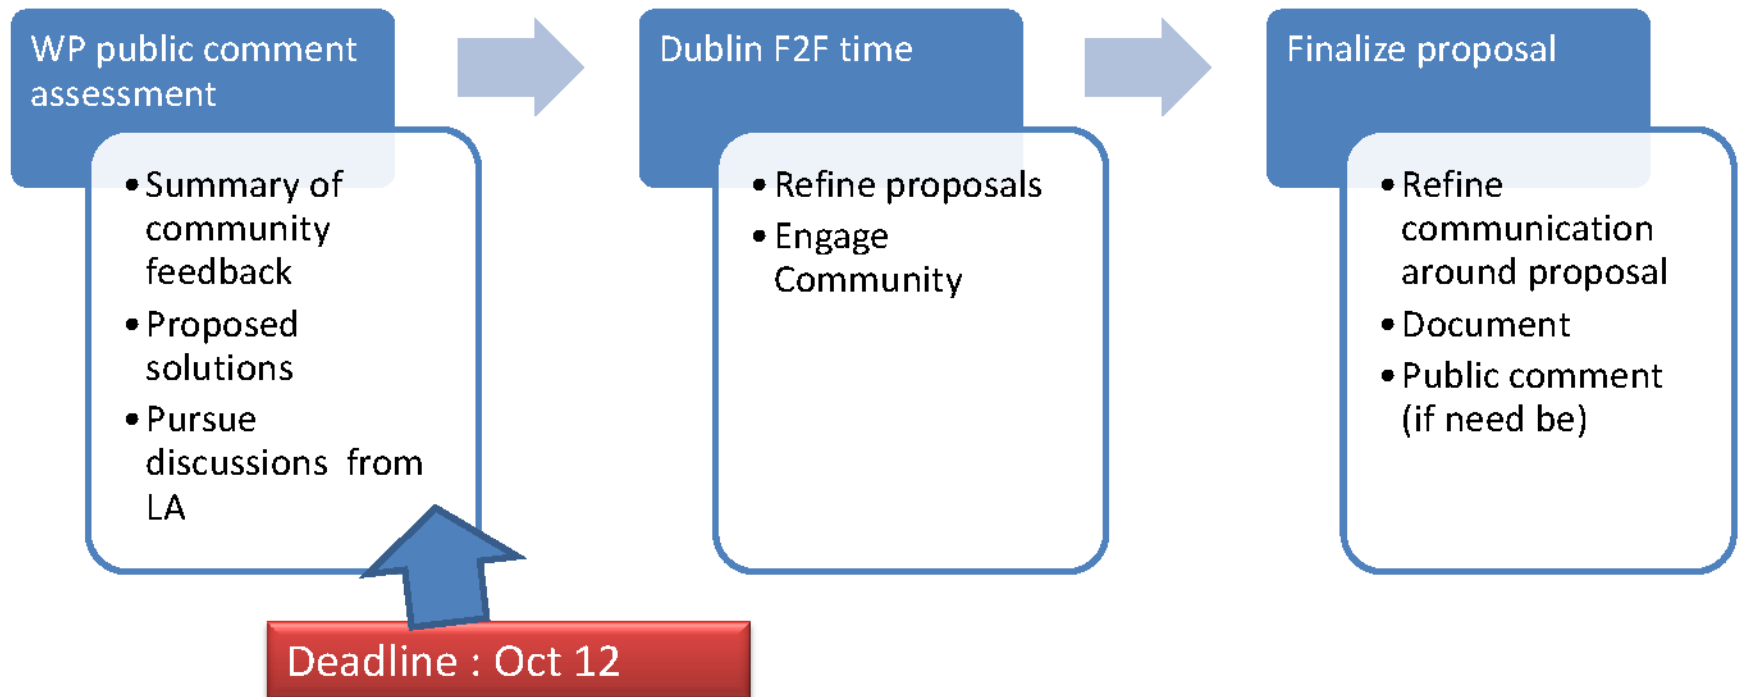 WP public comment
assessment
• Summary of
community
feedback
• Proposed
solutions
• Pursue
discussions from
LA
Deadline : Oct 12
Dublin F2F time
• Refine proposals
• Engage
Community
Finalize proposal
• Refine
communication
around proposal
• Document
• Public comment
(if need be)